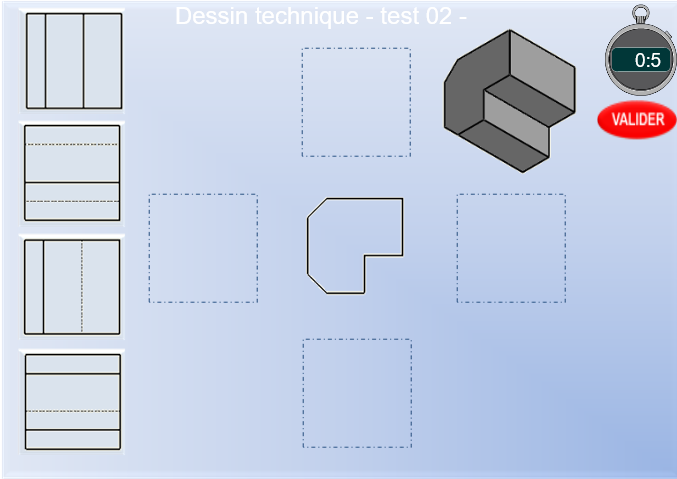 Dessin technique - test 02 -
0:5
VALIDER